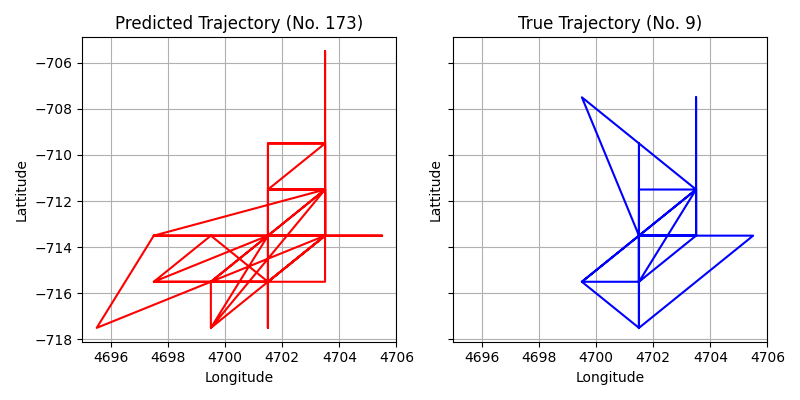 Predicted Trajectory (No. 173)
True Trajectory (No. 9)
Lattitude
−706
−708
−710
−712
−714
−716
−718
4696 4698 4700 4702 4704 4706
Longitude
Lattitude
4696 4698 4700 4702 4704 4706
Longitude